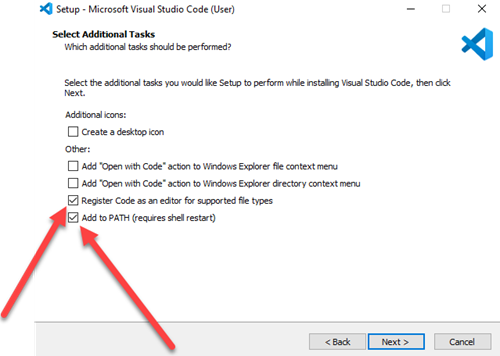 Setup - Microsoft Visual Studio Code (User)
Select Additional Tasks
Which additional tasks should be performed?
Select the additional tasks you would like Setup to perform while installing Visual Studio Code, then click
Next.
Additional icons:
Create a desktop icon
Other:
Add "Open with Code" action to Windows Explorer file context menu
Add "Open with Code" action to Windows Explorer directory context menu
Register Code as an editor for supported file types
Add to PATH (requires shell restart)
< Back
Next >
Cancel